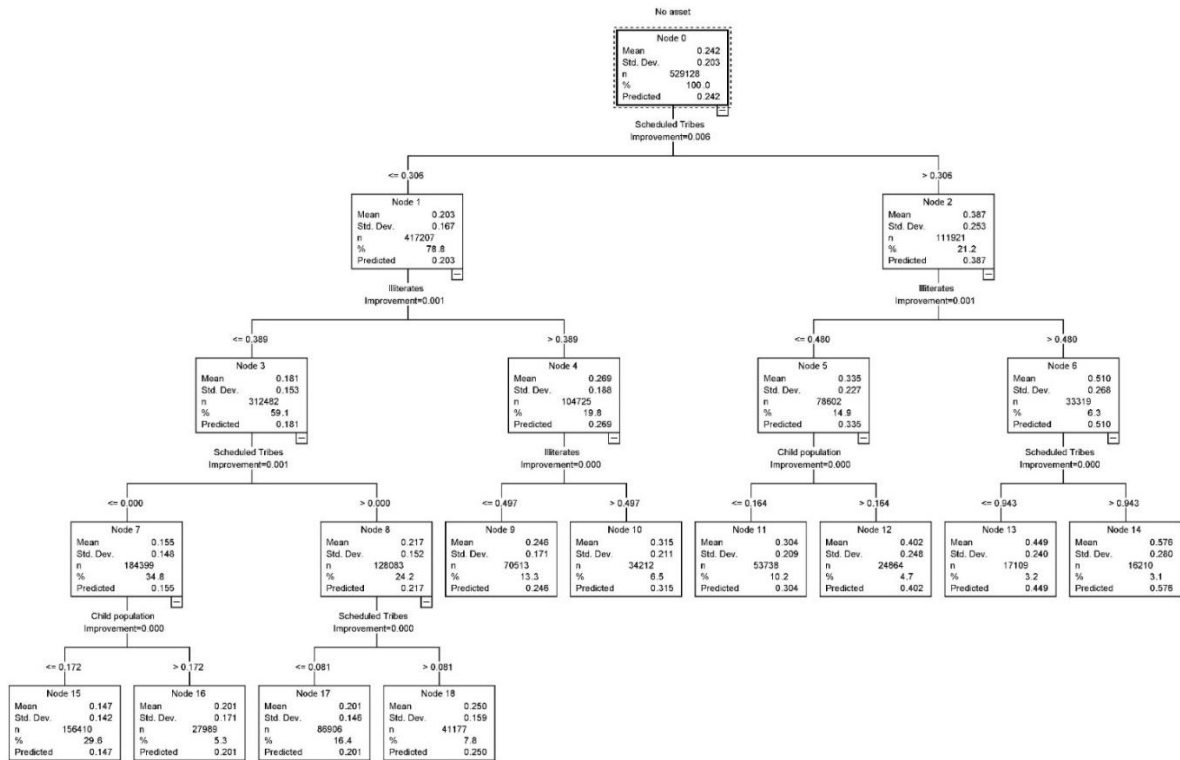 No asset
Node 0
Mean 0.242
Std. Dev. 0.203
n 529128
% 100.0
Predicted 0.242
Scheduled Tribes
Improvement=0.006
<= 0.306
> 0.306
Node 1
Mean 0.203
Std. Dev. 0.167
n 417207
% 78.8
Predicted 0.203
Node 2
Mean 0.387
Std. Dev. 0.253
n 111921
% 21.2
Predicted 0.387
Illiterates
Improvement=0.001
Illiterates
Improvement=0.001
<= 0.389
> 0.389
<= 0.480
> 0.480
Node 3
Mean 0.181
Std. Dev. 0.153
n 312482
% 59.1
Predicted 0.181
Node 4
Mean 0.269
Std. Dev. 0.188
n 104725
% 19.8
Predicted 0.269
Node 5
Mean 0.335
Std. Dev. 0.227
n 78602
% 14.9
Predicted 0.335
Node 6
Mean 0.510
Std. Dev. 0.268
n 33319
% 6.3
Predicted 0.510
Scheduled Tribes
Improvement=0.001
Illiterates
Improvement=0.000
Child population
Improvement=0.000
Scheduled Tribes
Improvement=0.000
<= 0.000
> 0.000
<= 0.497
> 0.497
<= 0.164
> 0.164
<= 0.943
> 0.943
Node 7
Mean 0.155
Std. Dev. 0.146
n 184399
% 34.8
Predicted 0.155
Node 8
Mean 0.217
Std. Dev. 0.152
n 128083
% 24.2
Predicted 0.217
Node 9
Mean 0.246
Std. Dev. 0.171
n 70513
% 13.3
Predicted 0.246
Node 10
Mean 0.315
Std. Dev. 0.211
n 34212
% 6.5
Predicted 0.315
Node 11
Mean 0.304
Std. Dev. 0.209
n 53738
% 10.2
Predicted 0.304
Node 12
Mean 0.402
Std. Dev. 0.248
n 24864
% 4.7
Predicted 0.402
Node 13
Mean 0.449
Std. Dev. 0.240
n 17109
% 3.2
Predicted 0.449
Node 14
Mean 0.576
Std. Dev. 0.280
n 16210
% 3.1
Predicted 0.576
Child population
Improvement=0.000
Scheduled Tribes
Improvement=0.000
<= 0.172
> 0.172
<= 0.081
> 0.081
Node 15
Mean 0.147
Std. Dev. 0.142
n 156410
% 29.6
Predicted 0.147
Node 16
Mean 0.201
Std. Dev. 0.171
n 27989
% 5.3
Predicted 0.201
Node 17
Mean 0.201
Std. Dev. 0.146
n 86906
% 16.4
Predicted 0.201
Node 18
Mean 0.250
Std. Dev. 0.159
n 41177
% 7.8
Predicted 0.250